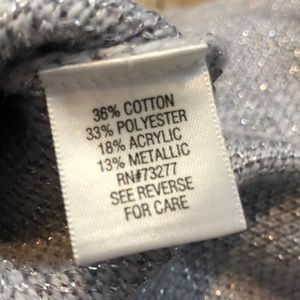 36% COTTON
33% POLYESTER
18% ACRYLIC
13% METALLIC
RN#73277
SEE REVERSE
FOR CARE